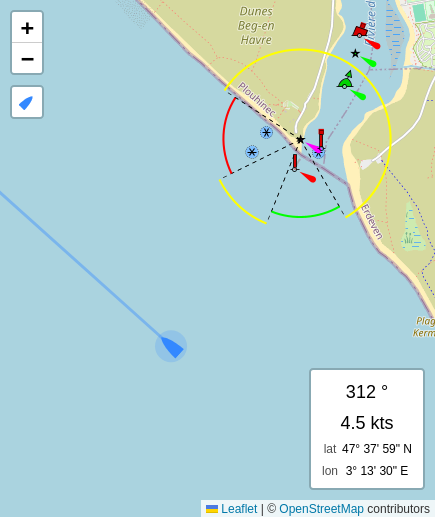 +
−
Dunes
Beg-en
Havre
Plouhinec
Erdeven
Plag
Kerm
312 °
4.5 kts
lat 47° 37' 59" N
lon 3° 13' 30" E
Leaflet | © OpenStreetMap contributors